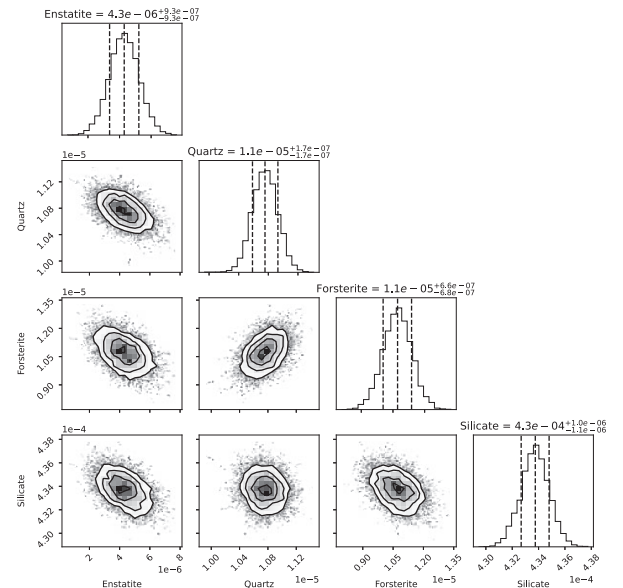 Enstatite = 4.3e−06 +9.3e−07 −9.3e−07
1e−5
Quartz = 1.1e−05 +1.7e−07 −1.7e−07
Quartz
1.12
1.08
1.04
1.00
1e−5
Forsterite = 1.1e−05 +6.6e−07 −6.8e−07
Forsterite
1.35
1.20
1.05
0.90
1e−4
Silicate = 4.3e−04 +1.0e−06 −1.1e−06
Silicate
4.38
4.36
4.34
4.32
4.30
2 4 6 8
1e−6
Enstatite
1.00 1.04 1.08 1.12
1e−5
Quartz
0.90 1.05 1.20 1.35
1e−5
Forsterite
4.30 4.32 4.34 4.36 4.38
1e−4
Silicate